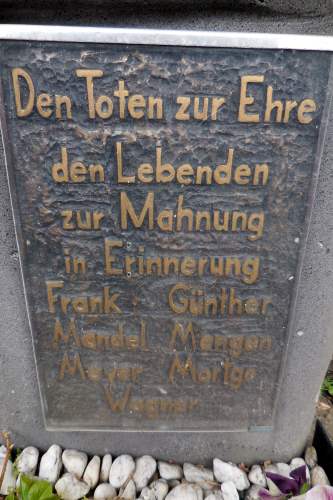 Den Toten zur Ehre
den Lebenden
zur Mahnung
in Erinnerung
Frank Günther
Mandel Mengen
Meyer
Wagner